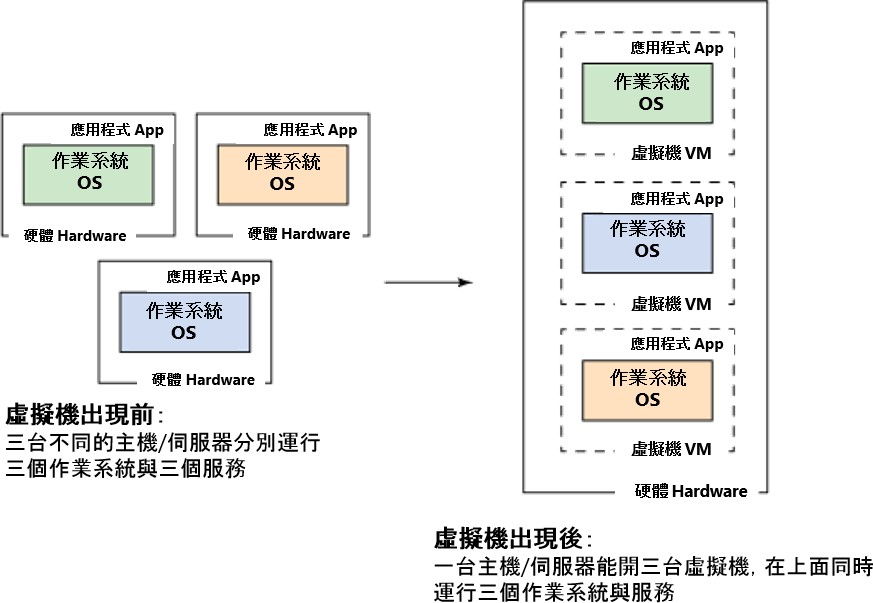 應用程式 App
作業系統
OS
硬體 Hardware
應用程式 App
作業系統
OS
硬體 Hardware
應用程式 App
作業系統
OS
硬體 Hardware
虛擬機出現前:
三台不同的主機/伺服器分別運行
三個作業系統與三個服務
應用程式 App
作業系統
OS
虛擬機 VM
應用程式 App
作業系統
OS
虛擬機 VM
應用程式 App
作業系統
OS
虛擬機 VM
硬體 Hardware
虛擬機出現後:
一台主機/伺服器能開三台虛擬機, 在上面同時
運行三個作業系統與服務